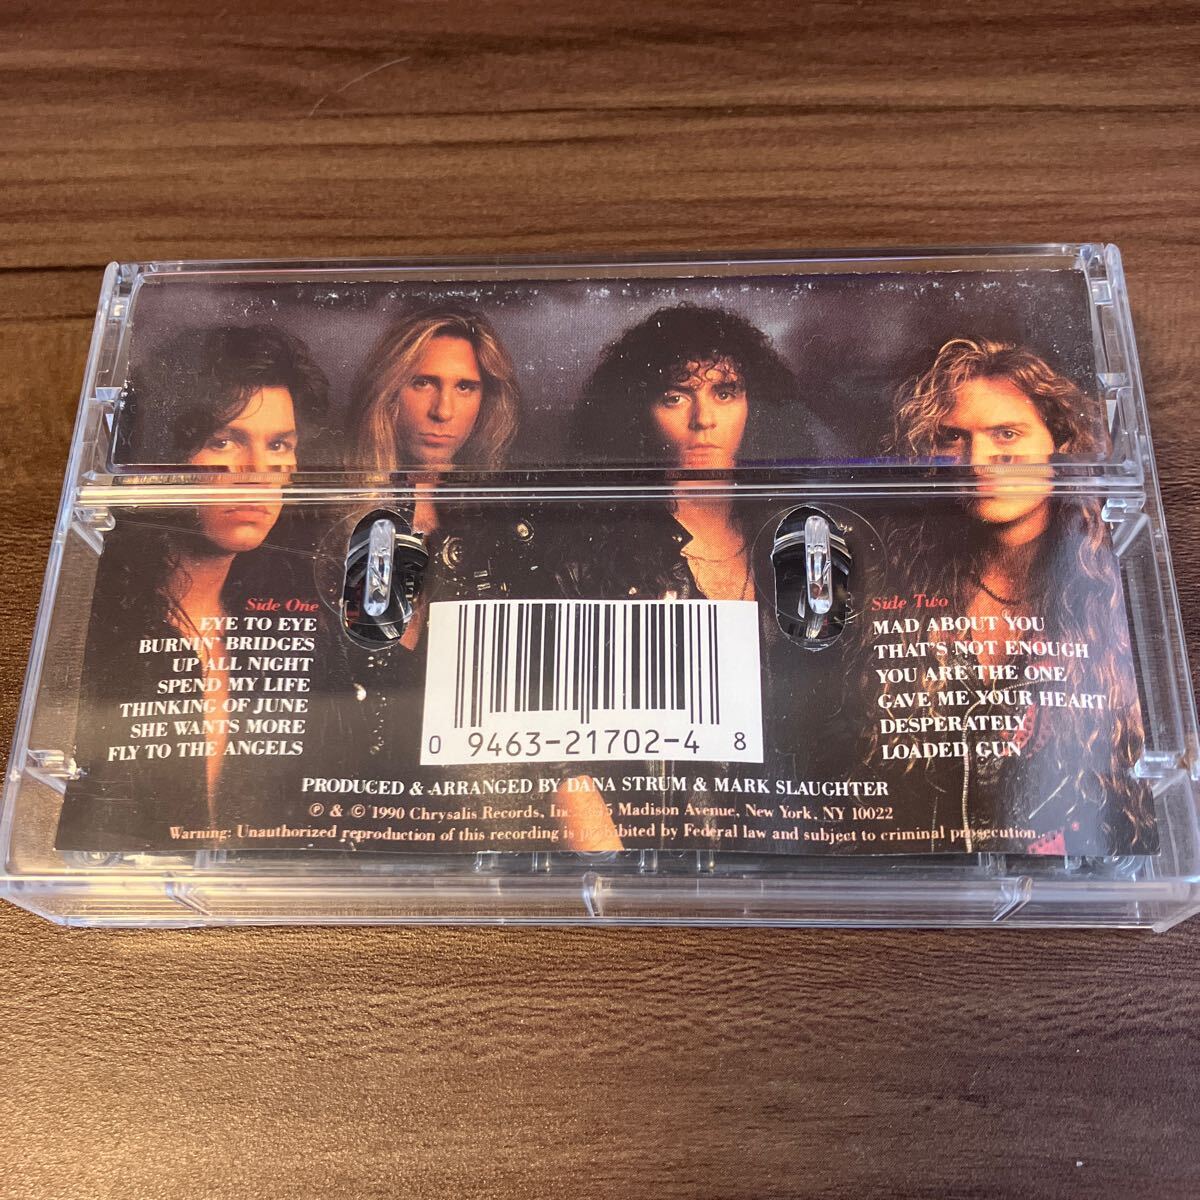 Side One
EYE TO EYE
BURNIN' BRIDGES
UP ALL NIGHT
SPEND MY LIFE
THINKING OF JUNE
SHE WANTS MORE
FLY TO THE ANGELS
Side Two
MAD ABOUT YOU
THAT'S NOT ENOUGH
YOU ARE THE ONE
GAVE ME YOUR HEART
DESPERATELY
LOADED GUN
0 9463-21702-4 8
PRODUCED & ARRANGED BY DANA STRUM & MARK SLAUGHTER
℗ & © 1990 Chrysalis Records, Inc. Madison Avenue, New York, NY 10022
Warning: Unauthorized reproduction of this recording is prohibited by Federal law and subject to criminal prosecution.